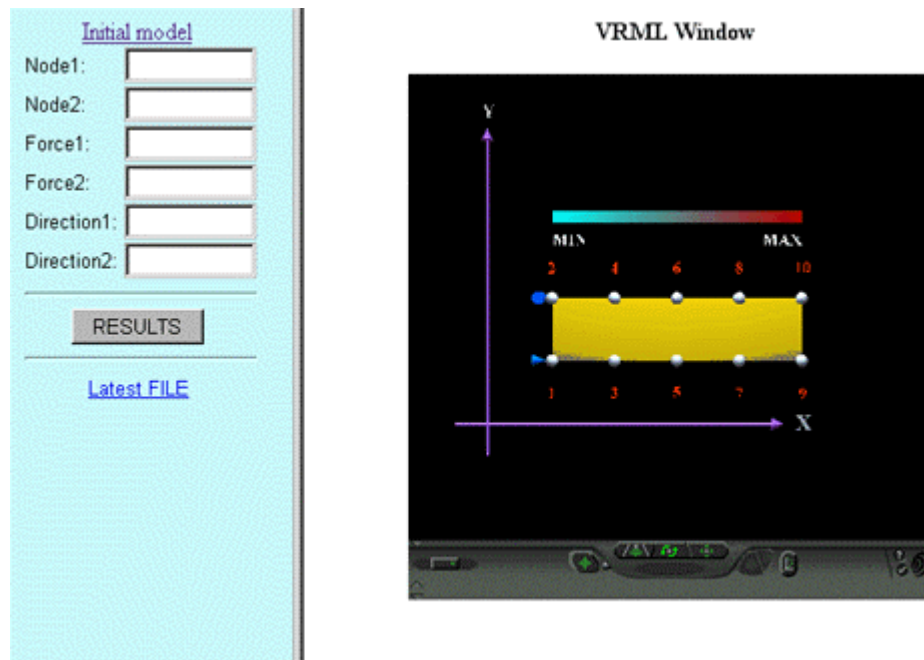 Initial model
Node1:
Node2:
Force1:
Force2:
Direction1:
Direction2:
RESULTS
Latest FILE
VRML Window
Y
MIN MAX
2 4 6 8 10
1 3 5 7 9
X